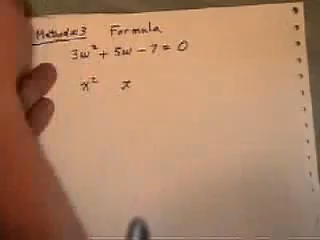 Method #3 Formula
3w² + 5w - 7 = 0
x² x